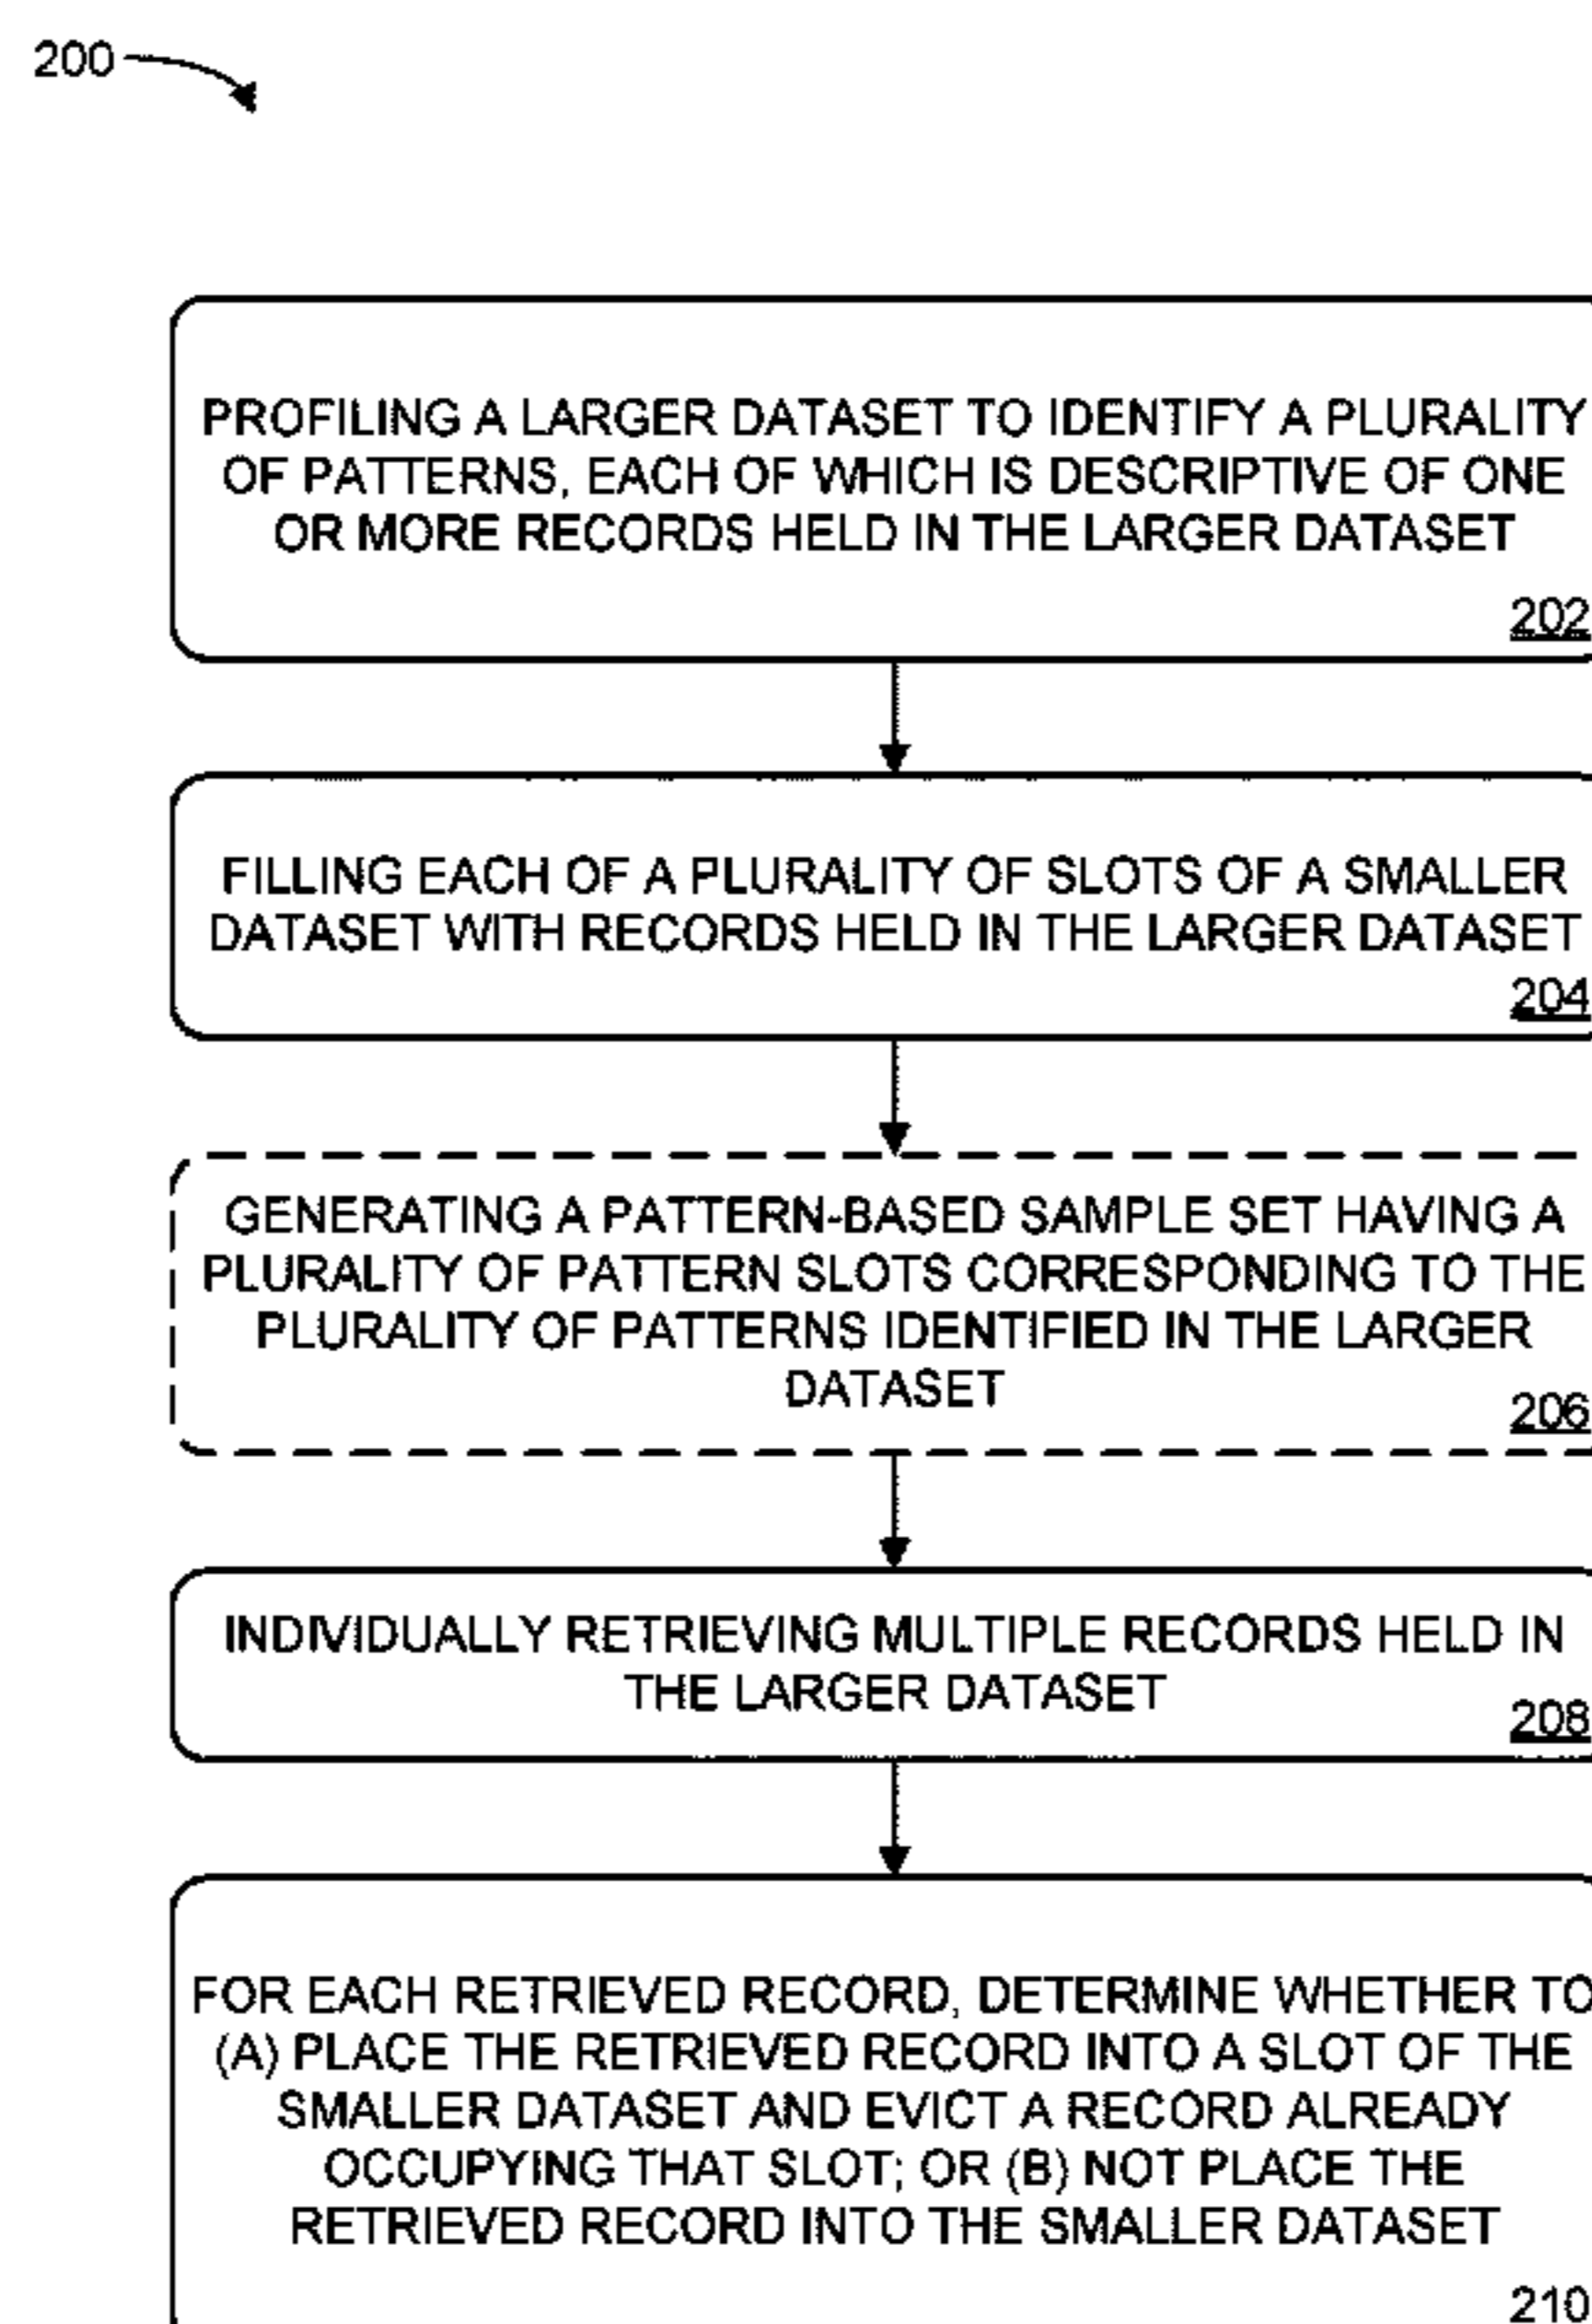 200
PROFILING A LARGER DATASET TO IDENTIFY A PLURALITY
OF PATTERNS, EACH OF WHICH IS DESCRIPTIVE OF ONE
OR MORE RECORDS HELD IN THE LARGER DATASET
202
FILLING EACH OF A PLURALITY OF SLOTS OF A SMALLER
DATASET WITH RECORDS HELD IN THE LARGER DATASET
204
GENERATING A PATTERN-BASED SAMPLE SET HAVING A
PLURALITY OF PATTERN SLOTS CORRESPONDING TO THE
PLURALITY OF PATTERNS IDENTIFIED IN THE LARGER
DATASET
206
INDIVIDUALLY RETRIEVING MULTIPLE RECORDS HELD IN
THE LARGER DATASET
208
FOR EACH RETRIEVED RECORD, DETERMINE WHETHER TO
(A) PLACE THE RETRIEVED RECORD INTO A SLOT OF THE
SMALLER DATASET AND EVICT A RECORD ALREADY
OCCUPYING THAT SLOT; OR (B) NOT PLACE THE
RETRIEVED RECORD INTO THE SMALLER DATASET
210